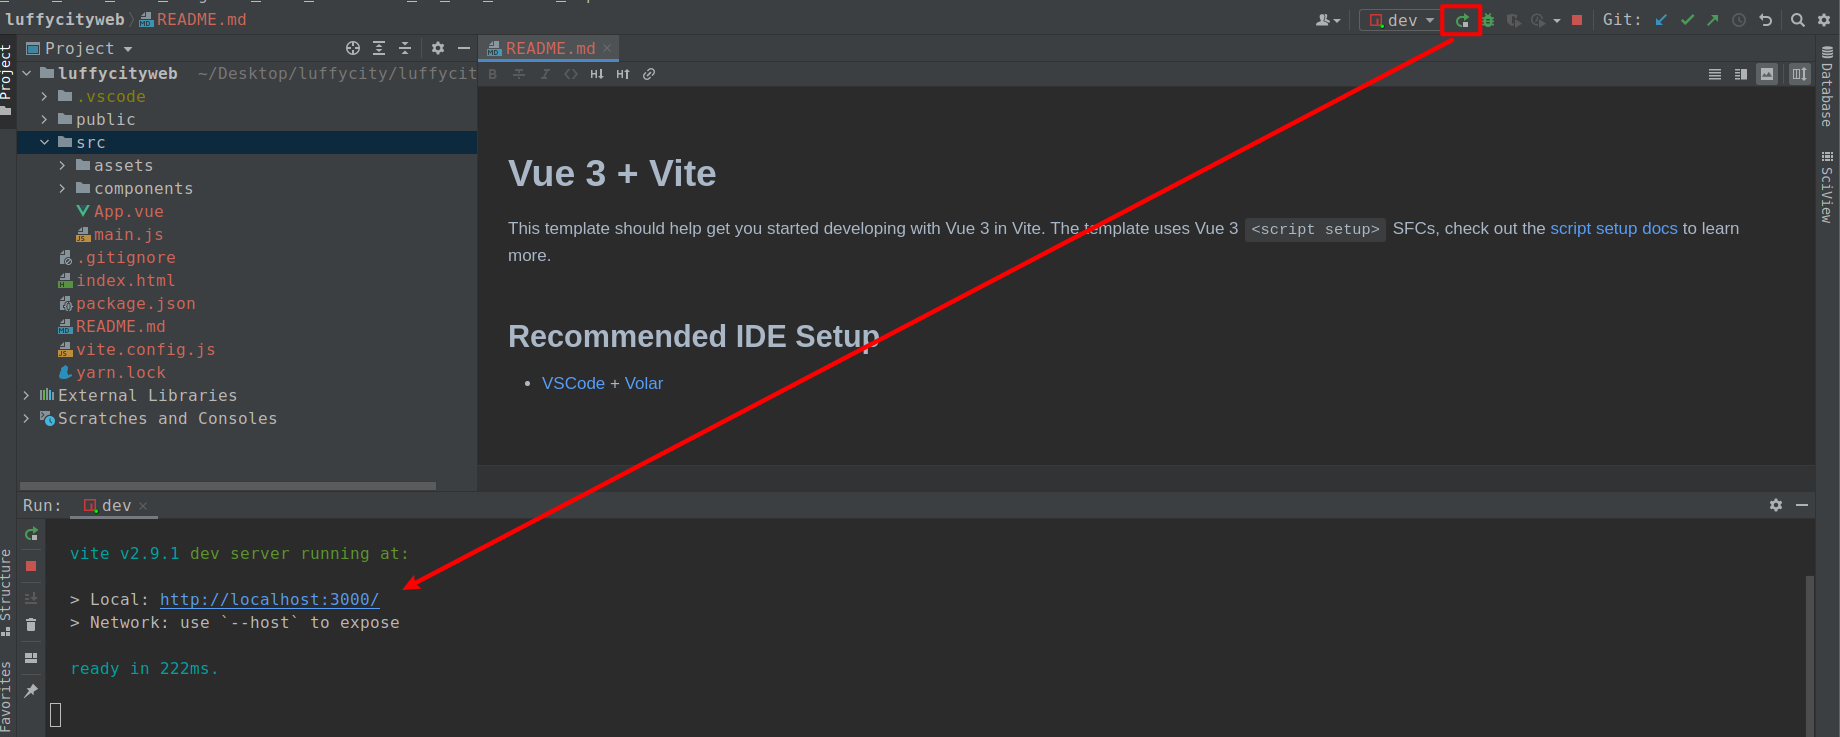 luffycityweb
README.md
dev
Git:
Project
README.md
luffycityweb ~/Desktop/luffycity/luffycit
.vscode
public
src
assets
components
App.vue
main.js
.gitignore
index.html
package.json
README.md
vite.config.js
yarn.lock
External Libraries
Scratches and Consoles
Vue 3 + Vite
This template should help get you started developing with Vue 3 in Vite. The template uses Vue 3 <script setup> SFCs, check out the script setup docs to learn
more.
Recommended IDE Setup
VSCode + Volar
Run: dev
vite v2.9.1 dev server running at:
> Local: http://localhost:3000/
> Network: use `--host` to expose
ready in 222ms.
Project
Structure
Favorites
Database
SciView